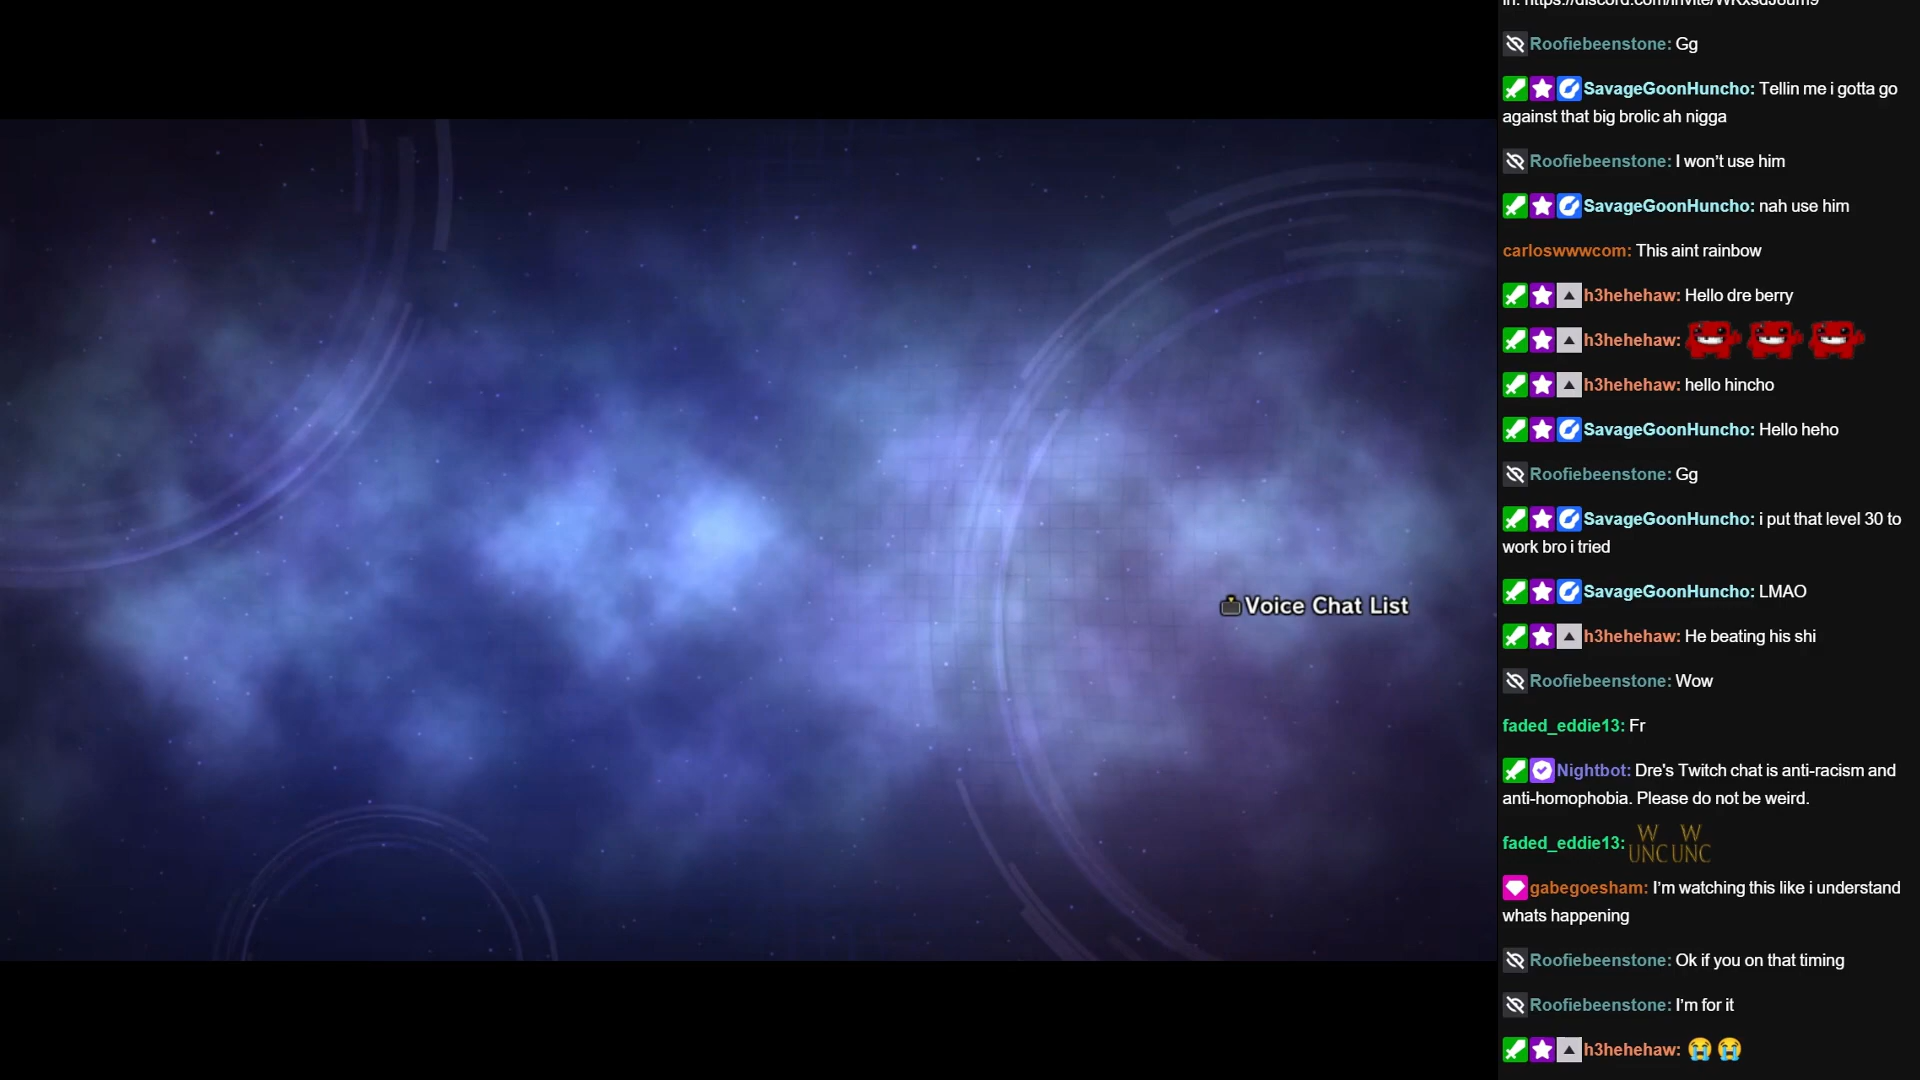 Roofiebeenstone: Gg
SavageGoonHuncho: Tellin me i gotta go
against that big brolic ah nigga
Roofiebeenstone: I won't use him
SavageGoonHuncho: nah use him
carloswwwcom: This aint rainbow
h3hehehaw: Hello dre berry
h3hehehaw:
h3hehehaw: hello hincho
SavageGoonHuncho: Hello heho
Roofiebeenstone: Gg
SavageGoonHuncho: i put that level 30 to
work bro i tried
Voice Chat List
SavageGoonHuncho: LMAO
h3hehehaw: He beating his shi
Roofiebeenstone: Wow
faded_eddie13: Fr
Nightbot: Dre's Twitch chat is anti-racism and
anti-homophobia. Please do not be weird.
faded_eddie13: W UNC W UNC
gabegoesham: I'm watching this like i understand
whats happening
Roofiebeenstone: Ok if you on that timing
Roofiebeenstone: I'm for it
h3hehehaw: 😭 😭